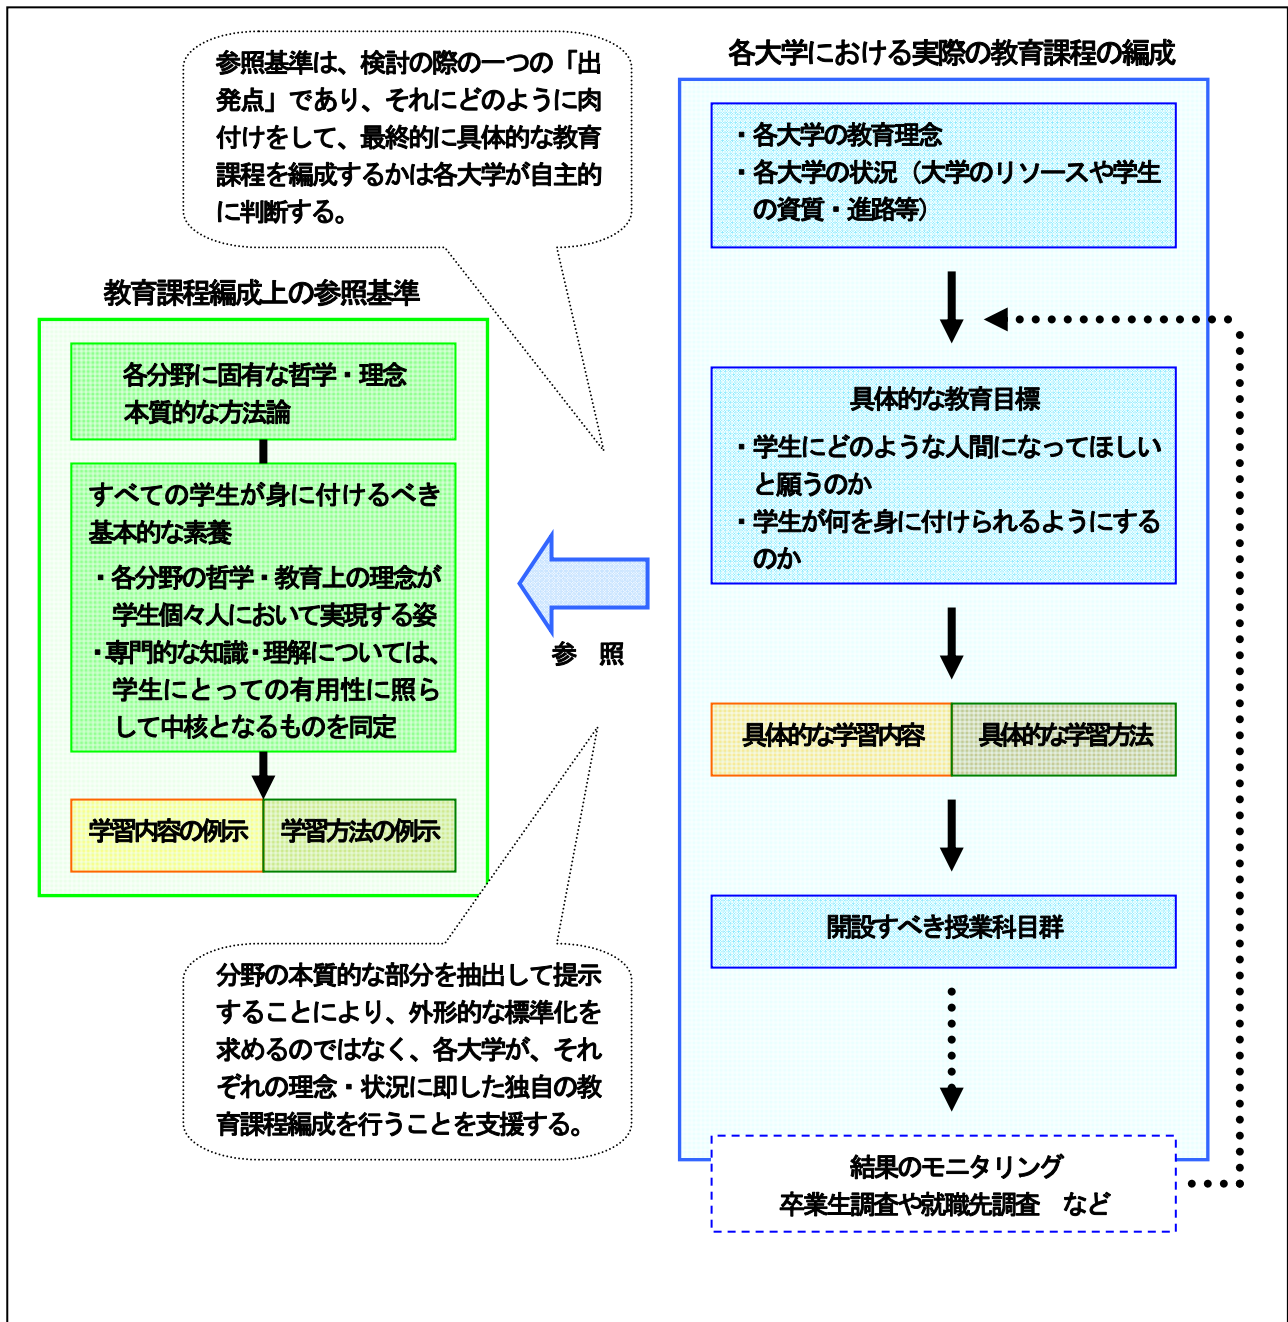 参照基準は、検討の際の一つの「出
発点」であり、それにどのように肉
付けをして、最終的に具体的な教育
課程を編成するかは各大学が自主的
に判断する。
教育課程編成上の参照基準
各分野に固有な哲学・理念
本質的な方法論
すべての学生が身に付けるべき
基本的な素養
・各分野の哲学・教育上の理念が
学生個々人において実現する姿
・専門的な知識・理解については、
学生にとっての有用性に照ら
して中核となるものを同定
学習内容の例示
学習方法の例示
分野の本質的な部分を抽出して提示
することにより、外形的な標準化を
求めるのではなく、各大学が、それ
ぞれの理念・状況に即した独自の教
育課程編成を行うことを支援する。
参　照
各大学における実際の教育課程の編成
・各大学の教育理念
・各大学の状況（大学のリソースや学生
の資質・進路等）
具体的な教育目標
・学生にどのような人間になってほしい
と願うのか
・学生が何を身に付けられるようにする
のか
具体的な学習内容
具体的な学習方法
開設すべき授業科目群
結果のモニタリング
卒業生調査や就職先調査　など